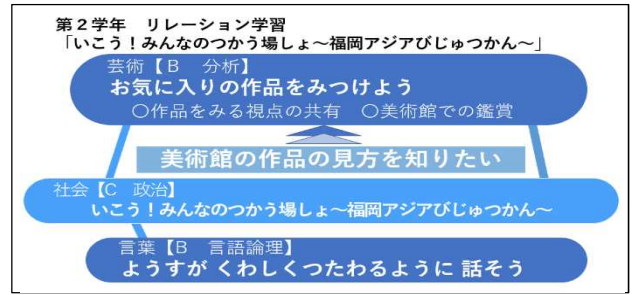 第２学年　リレーション学習
「いこう！みんなのつかう場しょ～福岡アジアびじゅつかん～」
芸術【Ｂ　分析】
お気に入りの作品をみつけよう
〇作品をみる視点の共有　〇美術館での鑑賞
美術館の作品の見方を知りたい
社会【Ｃ　政治】
いこう！みんなのつかう場しょ～福岡アジアびじゅつかん～
言葉【Ｂ　言語論理】
ようすが くわしくつたわるように 話そう